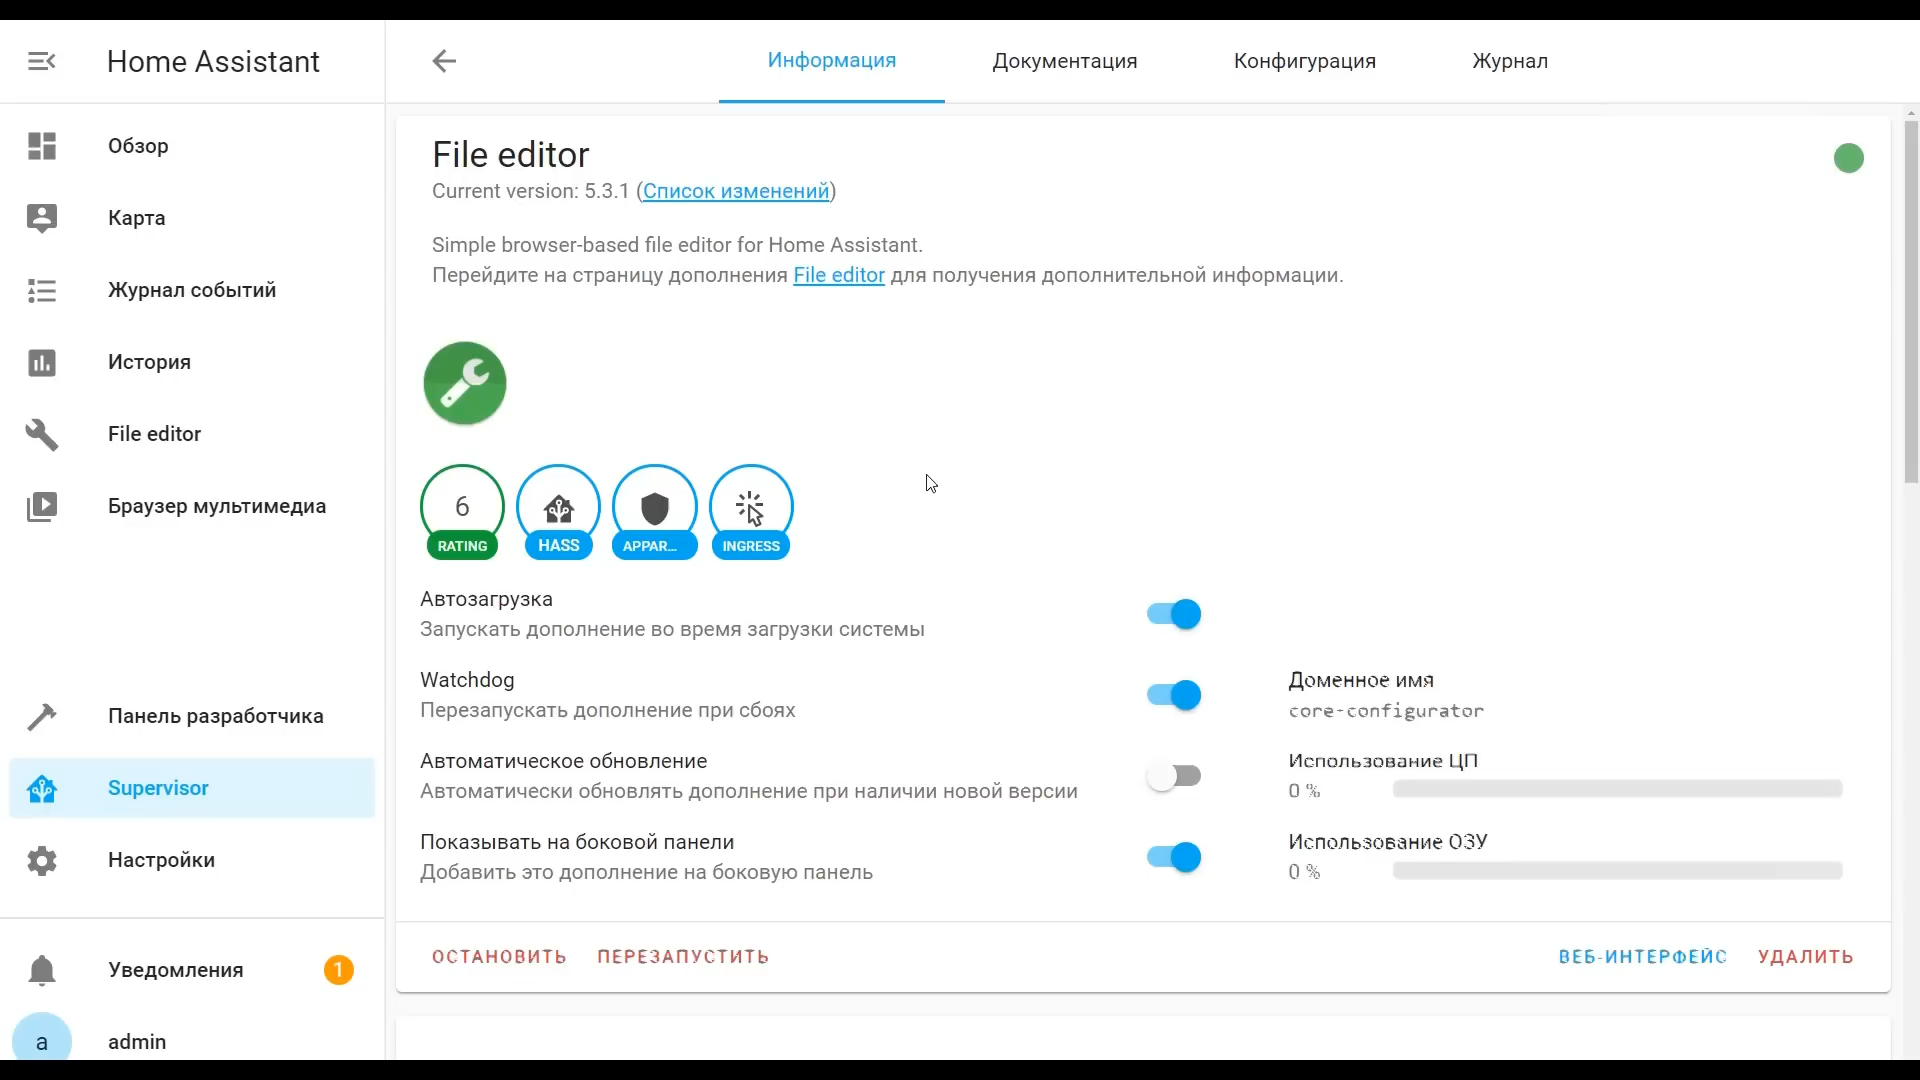 Home Assistant
Информация
Документация
Конфигурация
Журнал
Обзор
Карта
Журнал событий
История
File editor
Браузер мультимедиа
Панель разработчика
Supervisor
Настройки
Уведомления
1
a
admin
File editor
Current version: 5.3.1 (Список изменений)
Simple browser-based file editor for Home Assistant.
Перейдите на страницу дополнения File editor для получения дополнительной информации.
6
RATING
HASS
APPAR...
INGRESS
Автозагрузка
Запускать дополнение во время загрузки системы
Watchdog
Перезапускать дополнение при сбоях
Доменное имя
core-configurator
Автоматическое обновление
Автоматически обновлять дополнение при наличии новой версии
Использование ЦП
0 %
Показывать на боковой панели
Добавить это дополнение на боковую панель
Использование ОЗУ
0 %
ОСТАНОВИТЬ
ПЕРЕЗАПУСТИТЬ
ВЕБ-ИНТЕРФЕЙС
УДАЛИТЬ